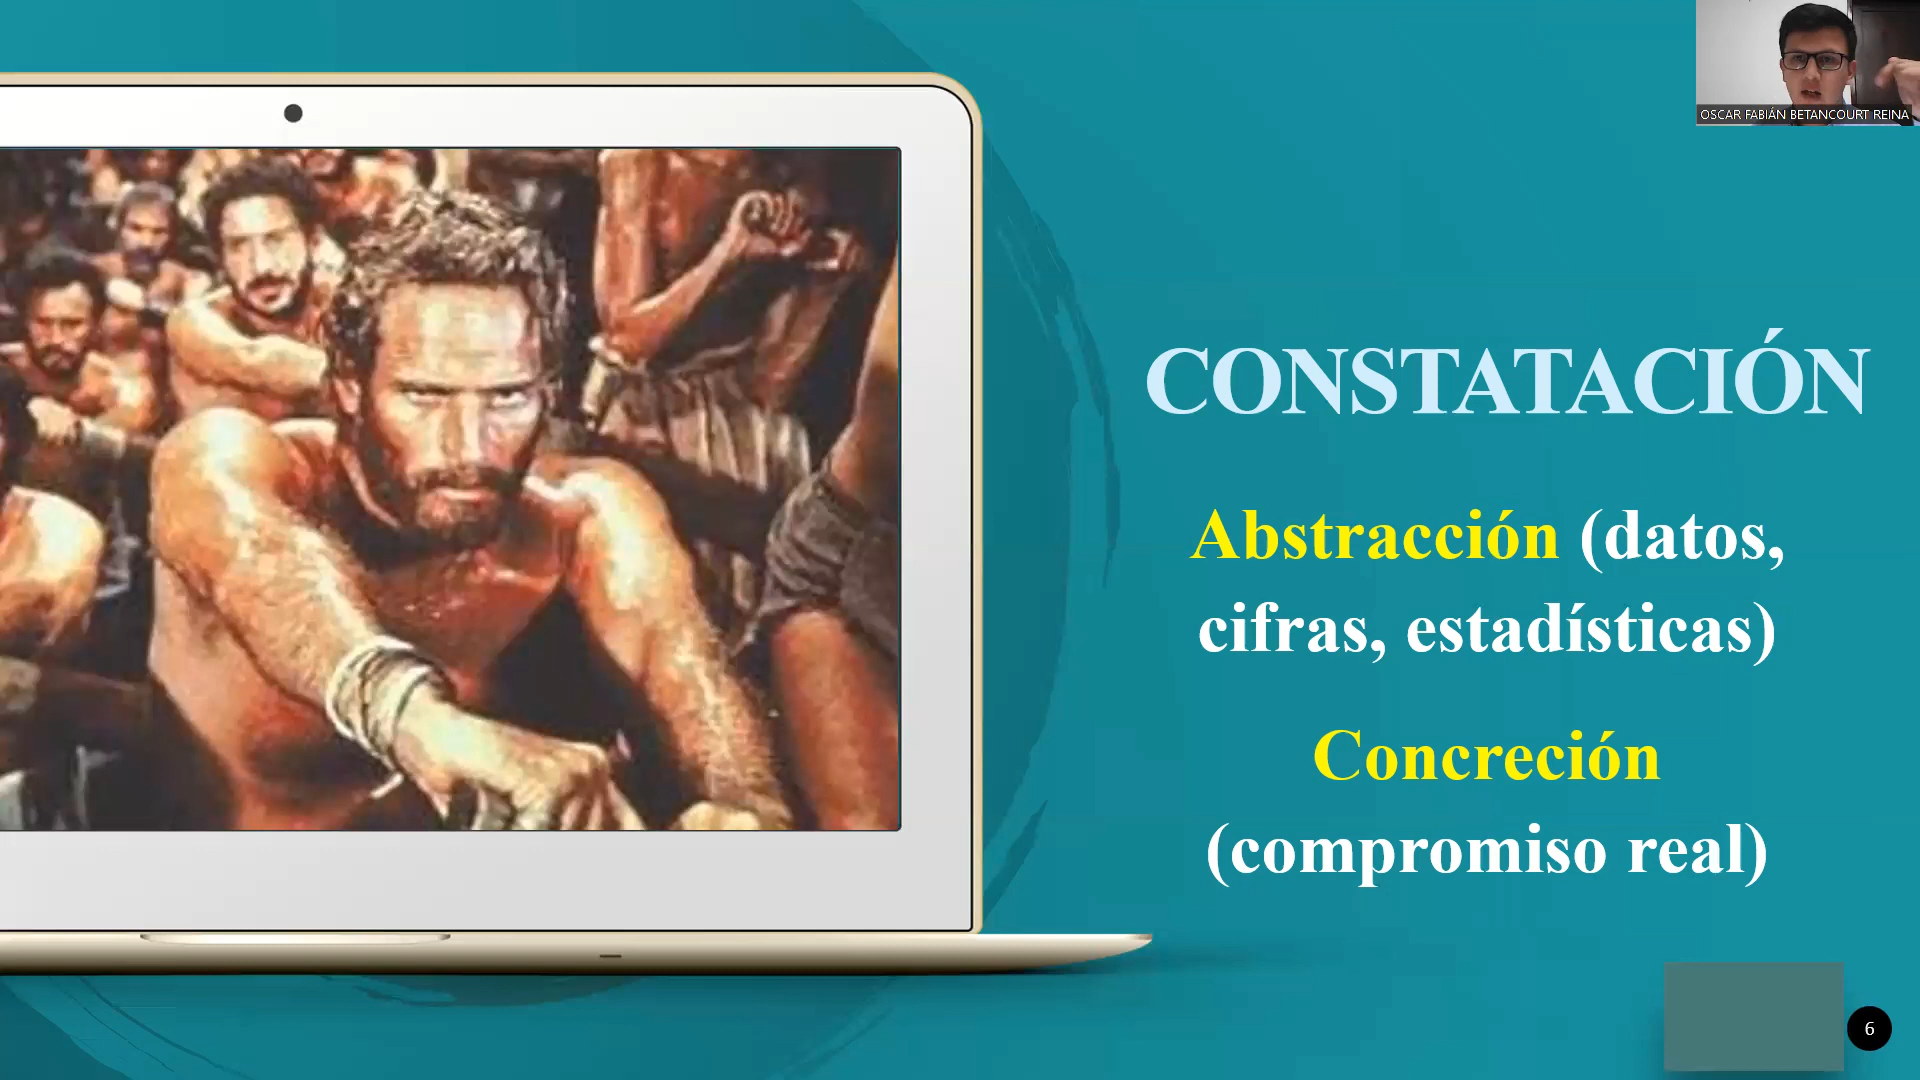 OSCAR FABIÁN BETANCOURT REINA
CONSTATACIÓN
Abstracción (datos,
cifras, estadísticas)
Concreción
(compromiso real)
6